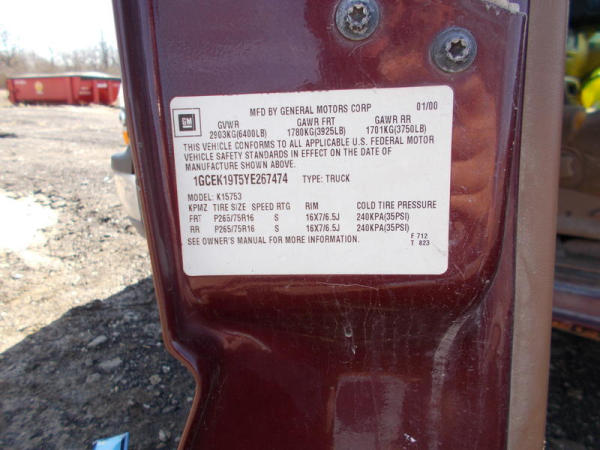 GM
MFD BY GENERAL MOTORS CORP 01/00
GVWR GAWR FRT GAWR RR
2903KG(6400LB) 1780KG(3925LB) 1701KG(3750LB)
THIS VEHICLE CONFORMS TO ALL APPLICABLE U.S. FEDERAL MOTOR
VEHICLE SAFETY STANDARDS IN EFFECT ON THE DATE OF
MANUFACTURE SHOWN ABOVE.
1GCEK19T5YE267474 TYPE: TRUCK
MODEL: K15753
KPMZ TIRE SIZE SPEED RTG RIM COLD TIRE PRESSURE
FRT P265/75R16 S 16X7/6.5J 240KPA(35PSI)
RR P265/75R16 S 16X7/6.5J 240KPA(35PSI)
SEE OWNER'S MANUAL FOR MORE INFORMATION.
F 712
T 823